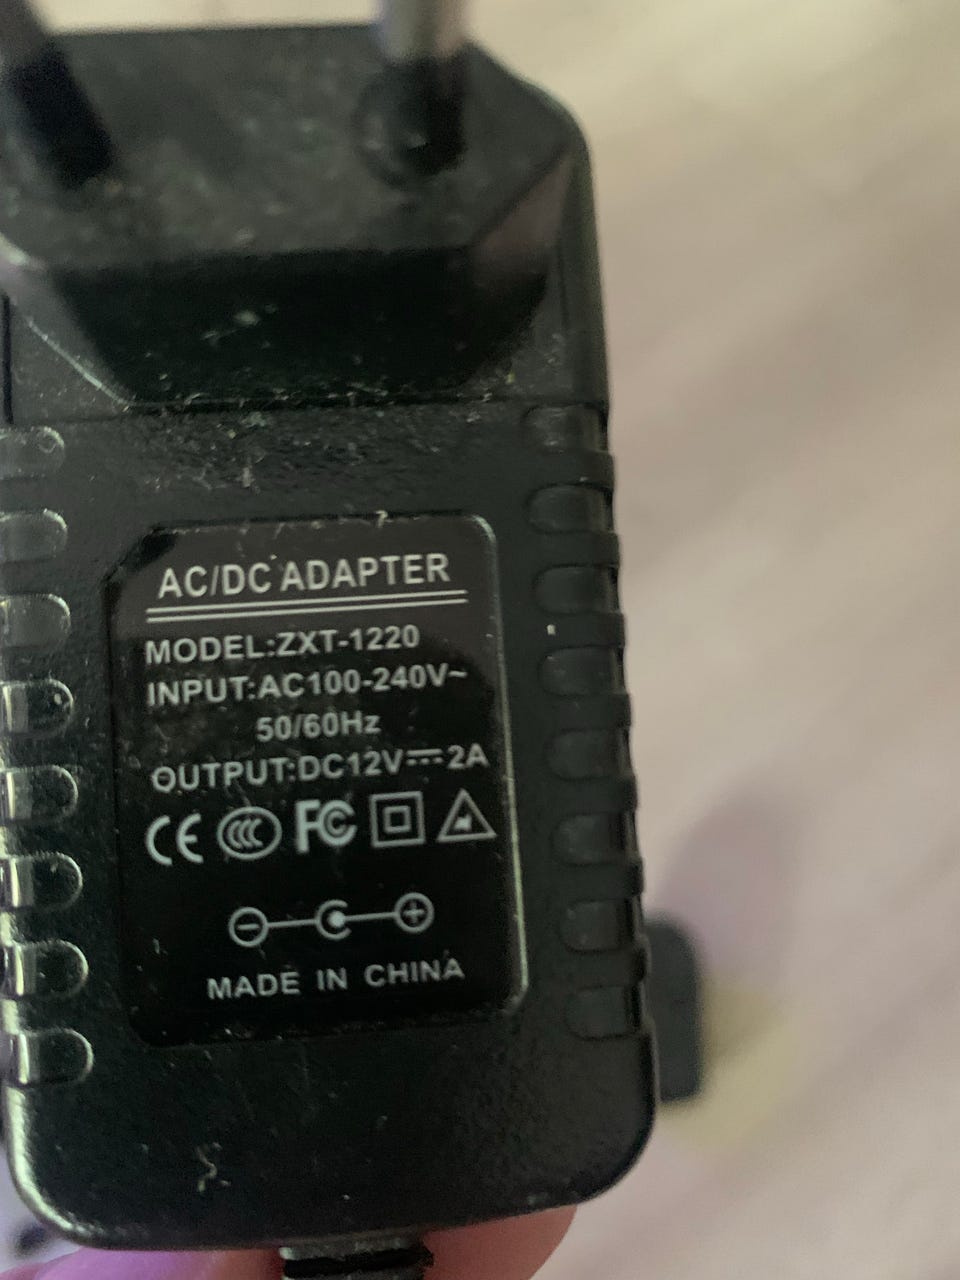 AC/DC ADAPTER
MODEL:ZXT-1220
INPUT:AC100-240V~
50/60Hz
OUTPUT:DC12V⎓2A
CE CCC FC
MADE IN CHINA